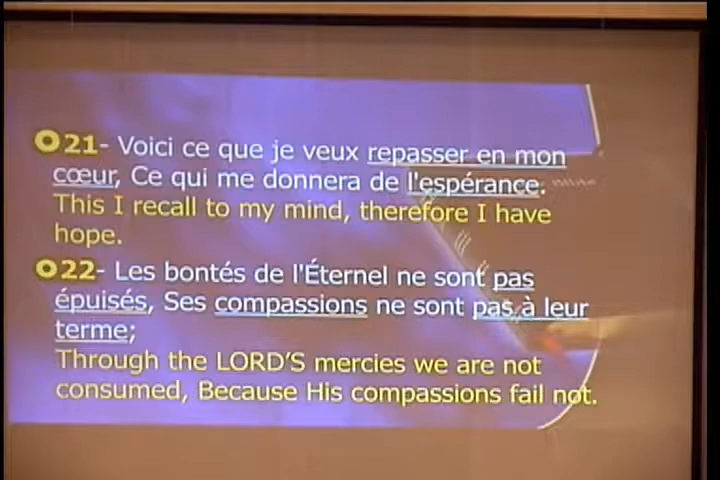 21- Voici ce que je veux repasser en mon
cœur, Ce qui me donnera de l'espérance.
This I recall to my mind, therefore I have
hope.
22- Les bontés de l'Éternel ne sont pas
épuisés, Ses compassions ne sont pas à leur
terme;
Through the LORD'S mercies we are not
consumed, Because His compassions fail not.